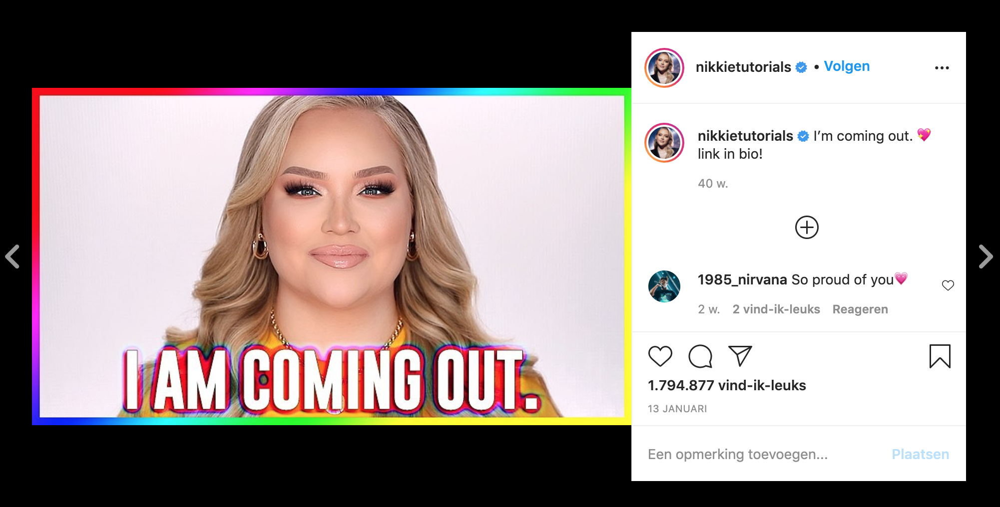 I AM COMING OUT.
nikkietutorials • Volgen
nikkietutorials I’m coming out. 💖
link in bio!
40 w.
1985_nirvana So proud of you💗
2 w. 2 vind-ik-leuks Reageren
1.794.877 vind-ik-leuks
13 JANUARI
Een opmerking toevoegen... Plaatsen